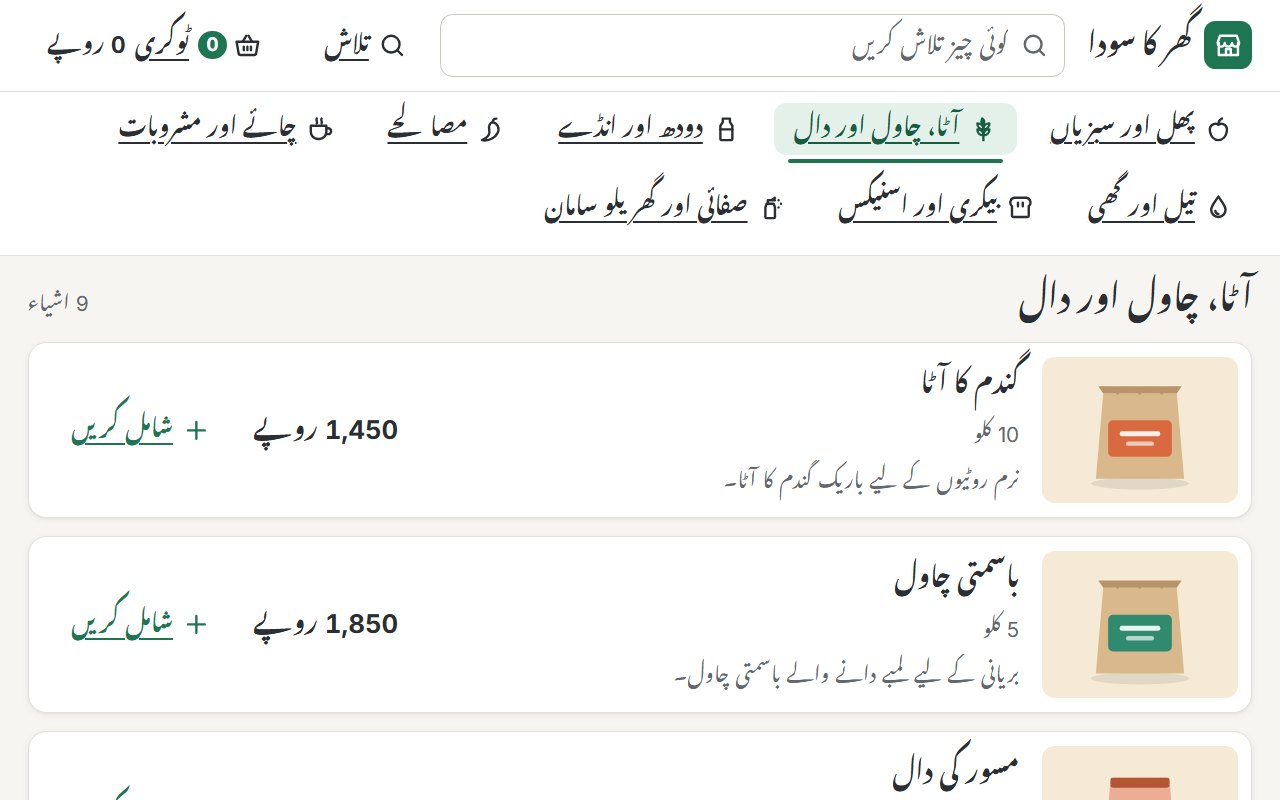 گھر کا سودا
کوئی چیز تلاش کریں
تلاش
0 ٹوکری 0 روپے
پھل اور سبزیاں
آٹا، چاول اور دال
دودھ اور انڈے
مصالحے
چائے اور مشروبات
تیل اور گھی
بیکری اور اسنیکس
صفائی اور گھریلو سامان
آٹا، چاول اور دال
9 اشیاء
گندم کا آٹا
10 کلو
نرم روٹیوں کے لیے باریک گندم کا آٹا۔
1,450 روپے
شامل کریں
باسمتی چاول
5 کلو
بریانی کے لیے لمبے دانے والے باسمتی چاول۔
1,850 روپے
شامل کریں
مسور کی دال